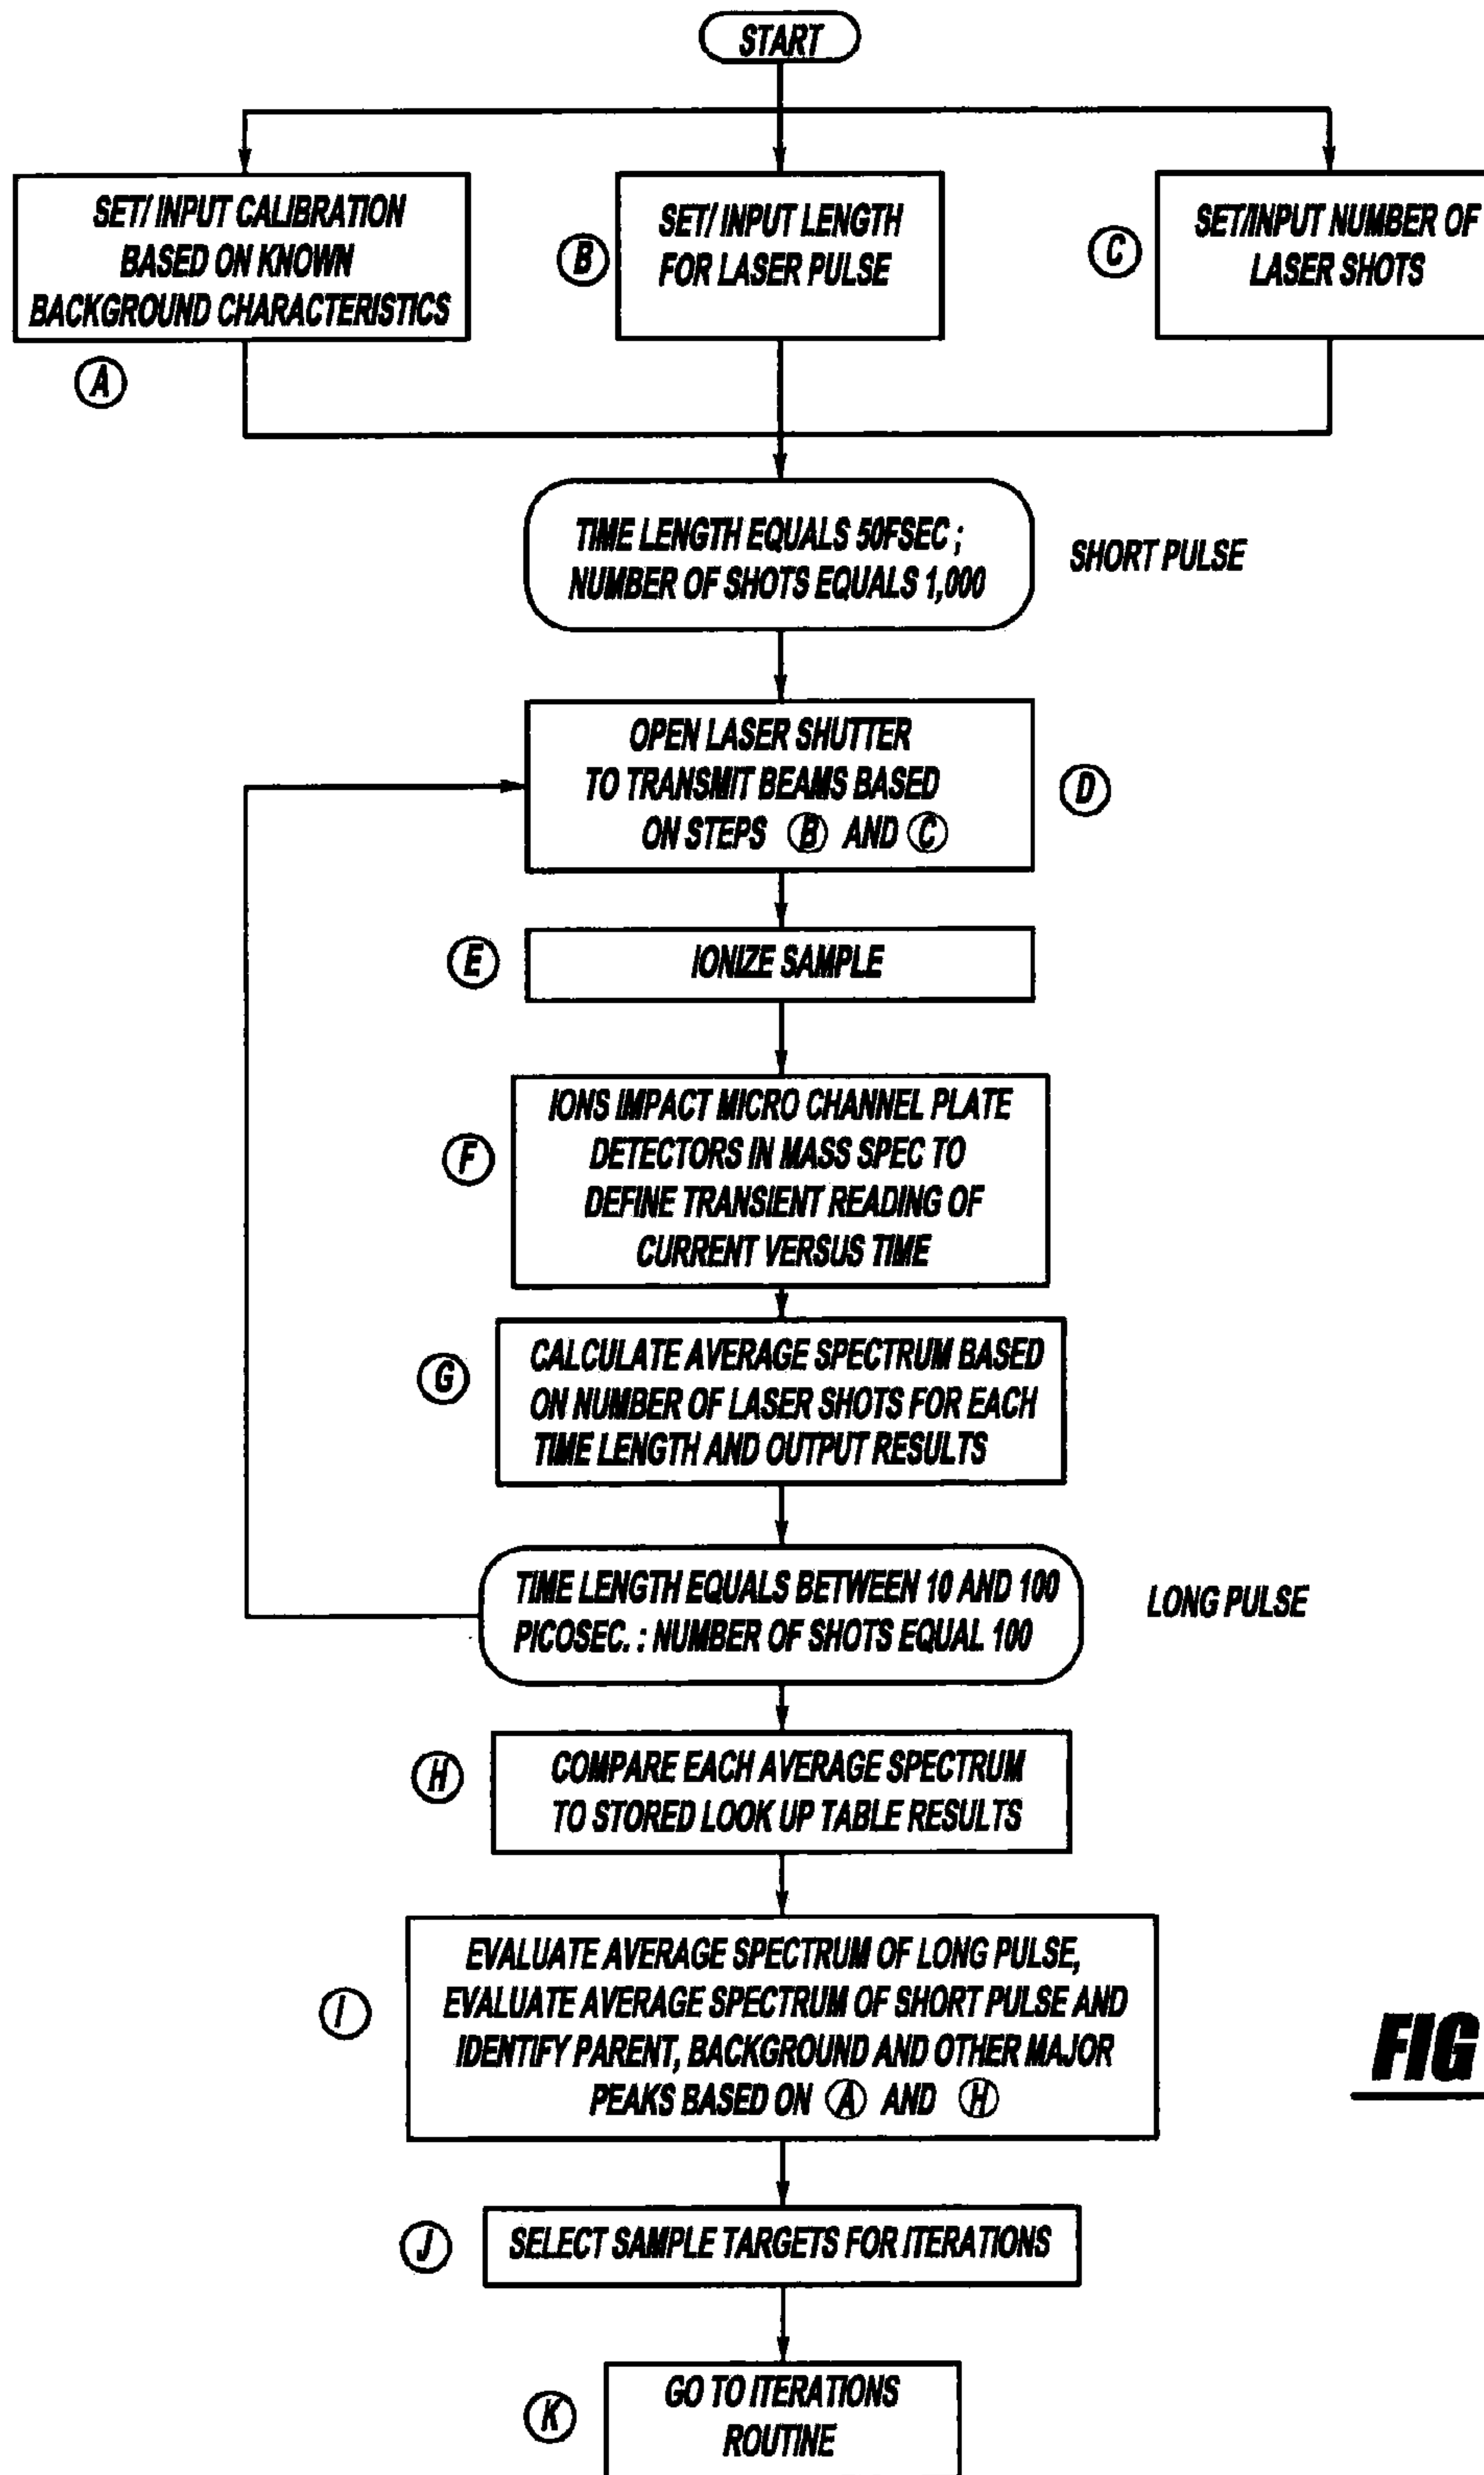 START
SET/ INPUT CALIBRATION
BASED ON KNOWN
BACKGROUND CHARACTERISTICS
A
B
SET/ INPUT LENGTH
FOR LASER PULSE
C
SET/INPUT NUMBER OF
LASER SHOTS
TIME LENGTH EQUALS 50FSEC ;
NUMBER OF SHOTS EQUALS 1,000
SHORT PULSE
OPEN LASER SHUTTER
TO TRANSMIT BEAMS BASED
ON STEPS B AND C
D
E
IONIZE SAMPLE
F
IONS IMPACT MICRO CHANNEL PLATE
DETECTORS IN MASS SPEC TO
DEFINE TRANSIENT READING OF
CURRENT VERSUS TIME
G
CALCULATE AVERAGE SPECTRUM BASED
ON NUMBER OF LASER SHOTS FOR EACH
TIME LENGTH AND OUTPUT RESULTS
TIME LENGTH EQUALS BETWEEN 10 AND 100
PICOSEC. : NUMBER OF SHOTS EQUAL 100
LONG PULSE
H
COMPARE EACH AVERAGE SPECTRUM
TO STORED LOOK UP TABLE RESULTS
I
EVALUATE AVERAGE SPECTRUM OF LONG PULSE,
EVALUATE AVERAGE SPECTRUM OF SHORT PULSE AND
IDENTIFY PARENT, BACKGROUND AND OTHER MAJOR
PEAKS BASED ON A AND H
FIG
J
SELECT SAMPLE TARGETS FOR ITERATIONS
K
GO TO ITERATIONS
ROUTINE